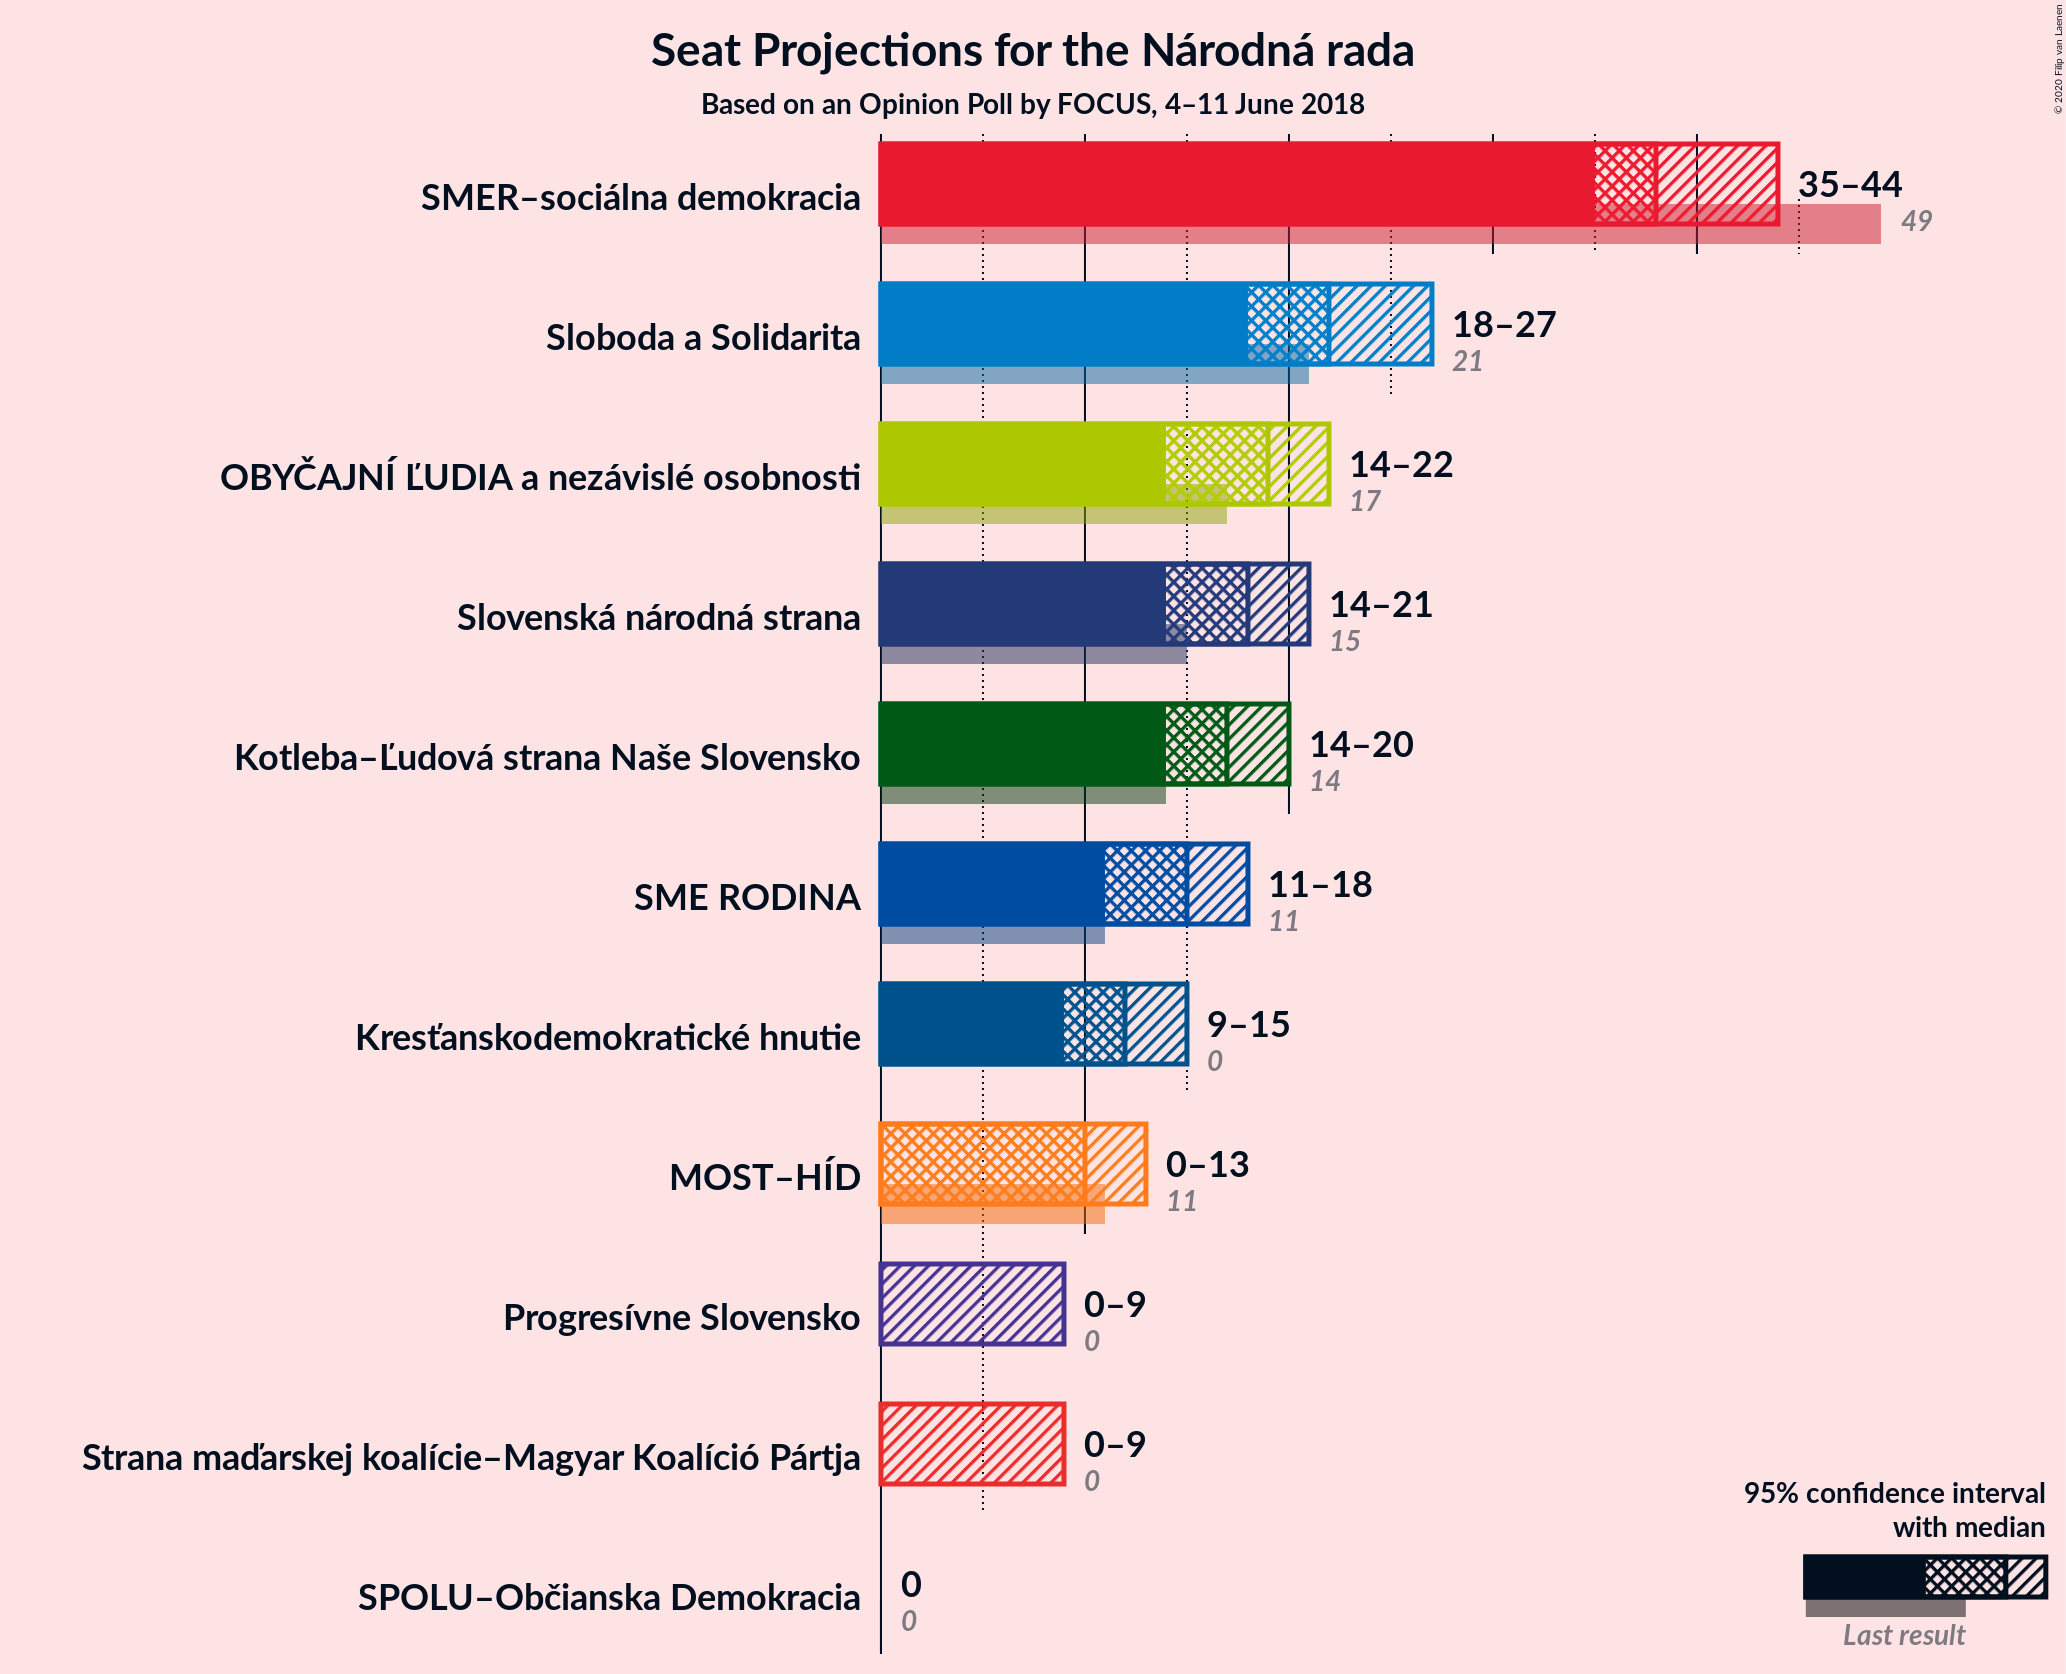 Seat Projections for the Národná rada
Based on an Opinion Poll by FOCUS, 4–11 June 2018
© 2020 Filip van Laenen
SMER–sociálna demokracia
35–44
49
Sloboda a Solidarita
18–27
21
OBYČAJNÍ ĽUDIA a nezávislé osobnosti
14–22
17
Slovenská národná strana
14–21
15
Kotleba–Ľudová strana Naše Slovensko
14–20
14
SME RODINA
11–18
11
Kresťanskodemokratické hnutie
9–15
0
MOST–HÍD
0–13
11
Progresívne Slovensko
0–9
0
Strana maďarskej koalície–Magyar Koalíció Pártja
0–9
0
SPOLU–Občianska Demokracia
0
0
95% confidence interval
with median
Last result